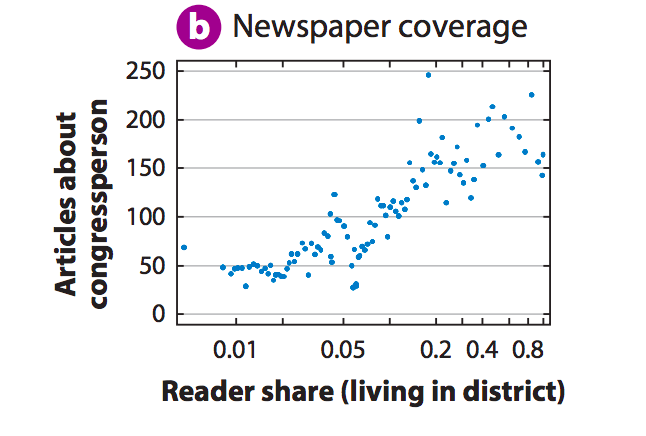 b Newspaper coverage
Articles about
congressperson
250
200
150
100
50
0
0.01 0.05 0.2 0.4 0.8
Reader share (living in district)